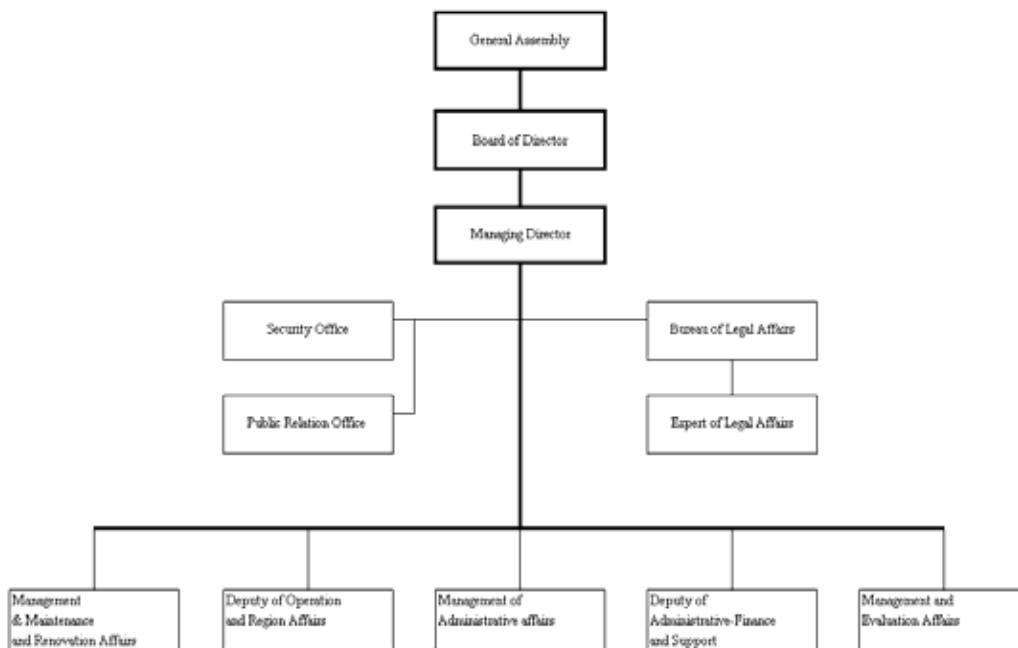 General Assembly
Board of Director
Managing Director
Security Office
Bureau of Legal Affairs
Public Relation Office
Expert of Legal Affairs
Management
& Maintenance
and Renovation Affairs
Deputy of Operation
and Region Affairs
Management of
Administrative affairs
Deputy of
Administrative-Finance
and Support
Management and
Evaluation Affairs